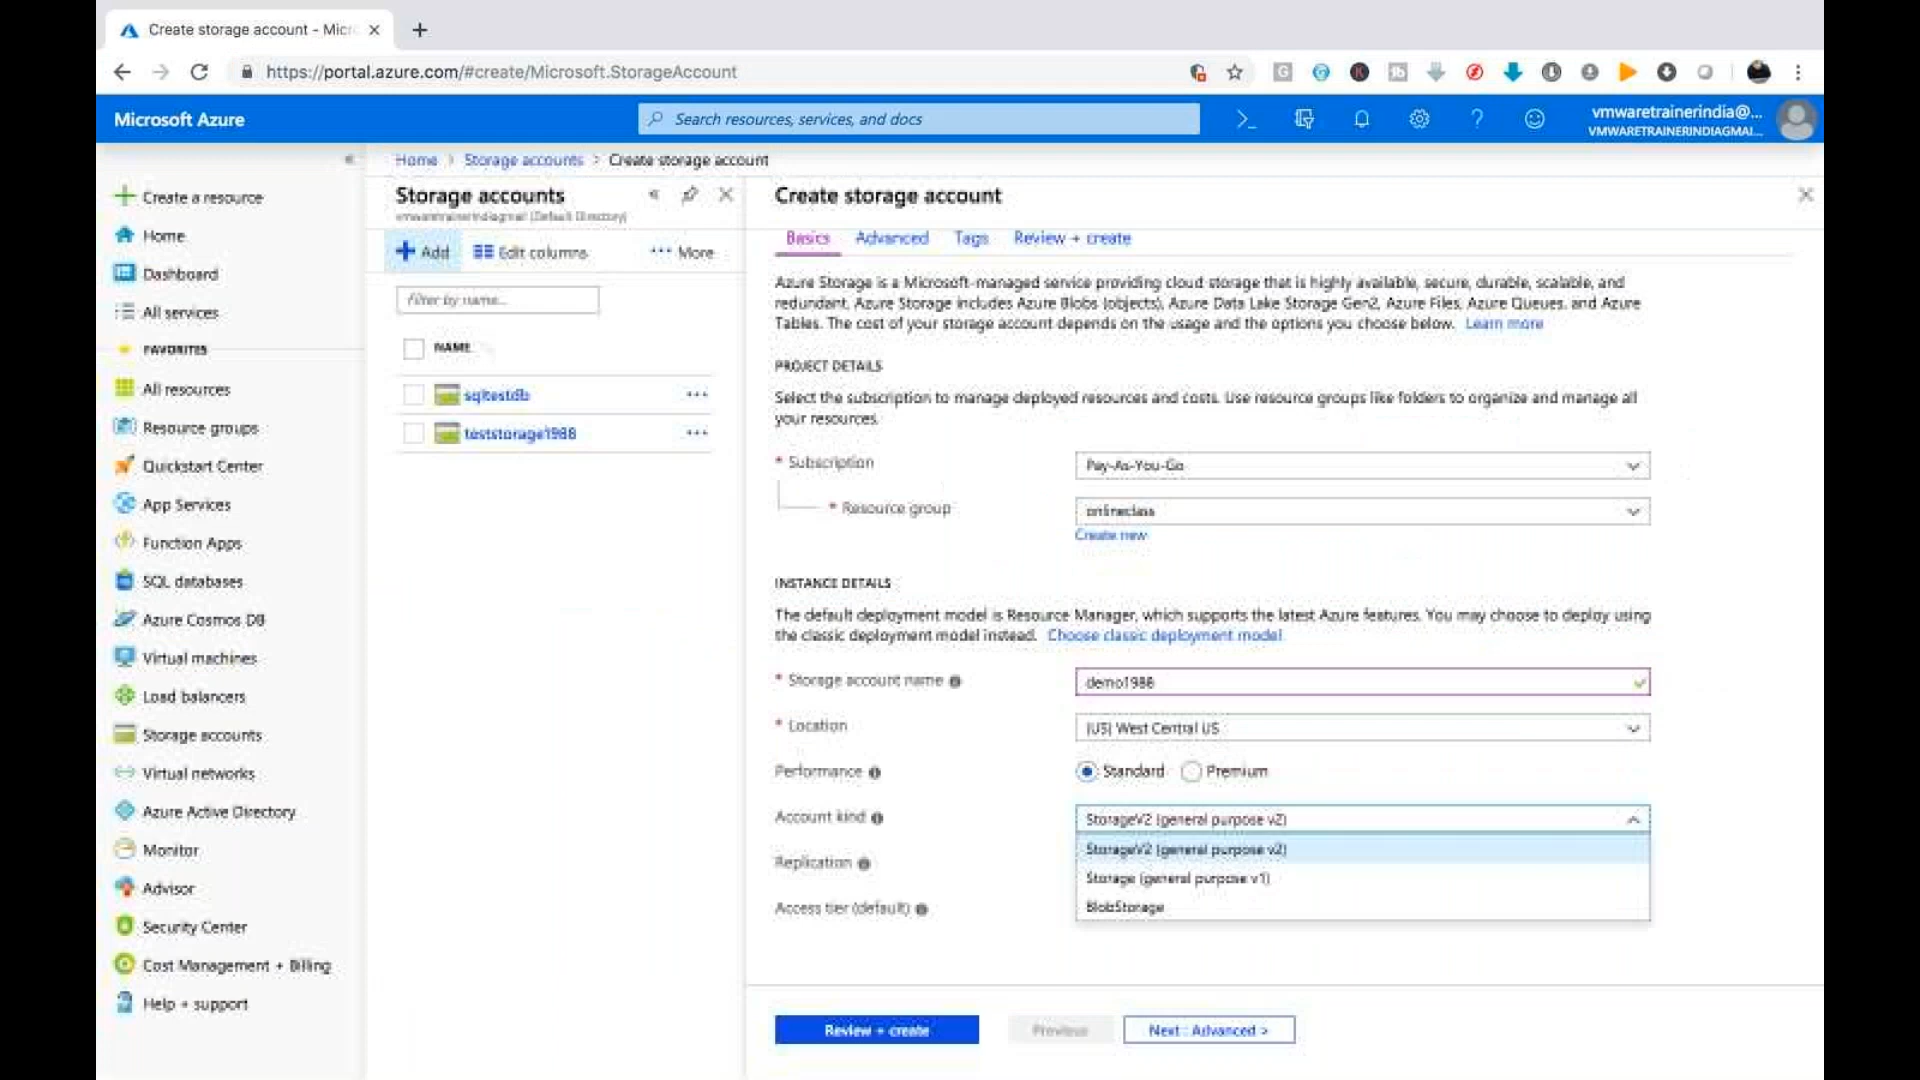 Create storage account - Micr
https://portal.azure.com/#create/Microsoft.StorageAccount
Microsoft Azure
Search resources, services, and docs
vmwaretrainerindia@...
VMWARETRAINERINDIAGMAI...
Home > Storage accounts > Create storage account
Create a resource
Home
Dashboard
All services
FAVORITES
All resources
Resource groups
Quickstart Center
App Services
Function Apps
SQL databases
Azure Cosmos DB
Virtual machines
Load balancers
Storage accounts
Virtual networks
Azure Active Directory
Monitor
Advisor
Security Center
Cost Management + Billing
Help + support
Storage accounts
vmwaretrainerindiagmail (Default Directory)
Add
Edit columns
More
Filter by name...
NAME
sqltestdb
teststorage1988
Create storage account
Basics Advanced Tags Review + create
Azure Storage is a Microsoft-managed service providing cloud storage that is highly available, secure, durable, scalable, and
redundant. Azure Storage includes Azure Blobs (objects), Azure Data Lake Storage Gen2, Azure Files, Azure Queues, and Azure
Tables. The cost of your storage account depends on the usage and the options you choose below. Learn more
PROJECT DETAILS
Select the subscription to manage deployed resources and costs. Use resource groups like folders to organize and manage all
your resources.
* Subscription
Pay-As-You-Go
* Resource group
onlineclass
Create new
INSTANCE DETAILS
The default deployment model is Resource Manager, which supports the latest Azure features. You may choose to deploy using
the classic deployment model instead. Choose classic deployment model
* Storage account name
demo1988
* Location
(US) West Central US
Performance
Standard Premium
Account kind
StorageV2 (general purpose v2)
StorageV2 (general purpose v2)
Storage (general purpose v1)
BlobStorage
Replication
Access tier (default)
Review + create
Previous
Next : Advanced >